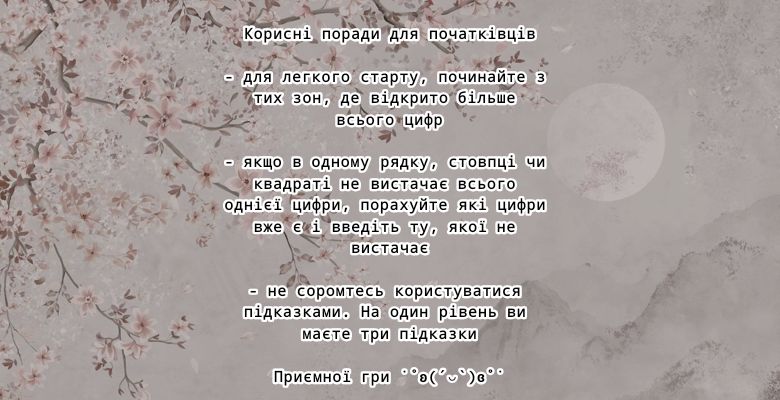 Корисні поради для початківців
- для легкого старту, починайте з
тих зон, де відкрито більше
всього цифр
- якщо в одному рядку, стовпці чи
квадраті не вистачає всього
однієї цифри, порахуйте які цифри
вже є і введіть ту, якої не
вистачає
- не соромтесь користуватися
підказками. На один рівень ви
маєте три підказки
Приємної гри ˙˚ʚ(´◡`)ɞ˚˙